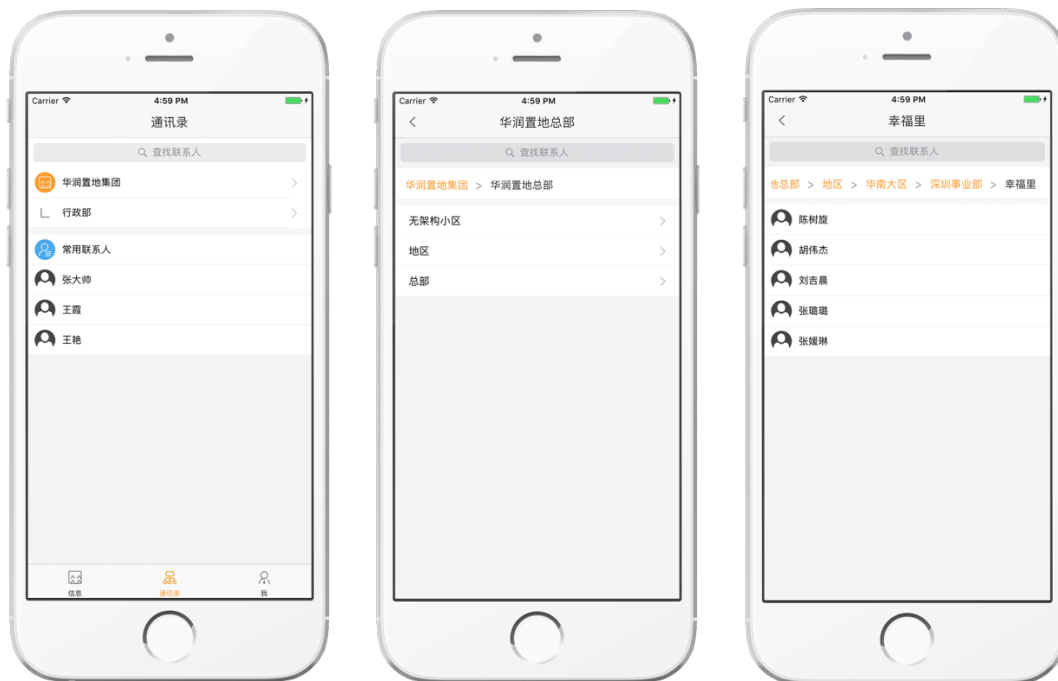 Carrier 4:59 PM
通讯录
查找联系人
华润置地集团
行政部
常用联系人
张大帅
王霞
王艳
信息 通讯录 我
Carrier 4:59 PM
华润置地总部
查找联系人
华润置地集团 > 华润置地总部
无架构小区
地区
总部
Carrier 4:59 PM
幸福里
查找联系人
地总部 > 地区 > 华南大区 > 深圳事业部 > 幸福里
陈树旋
胡伟杰
刘吉晨
张璐璐
张媛琳